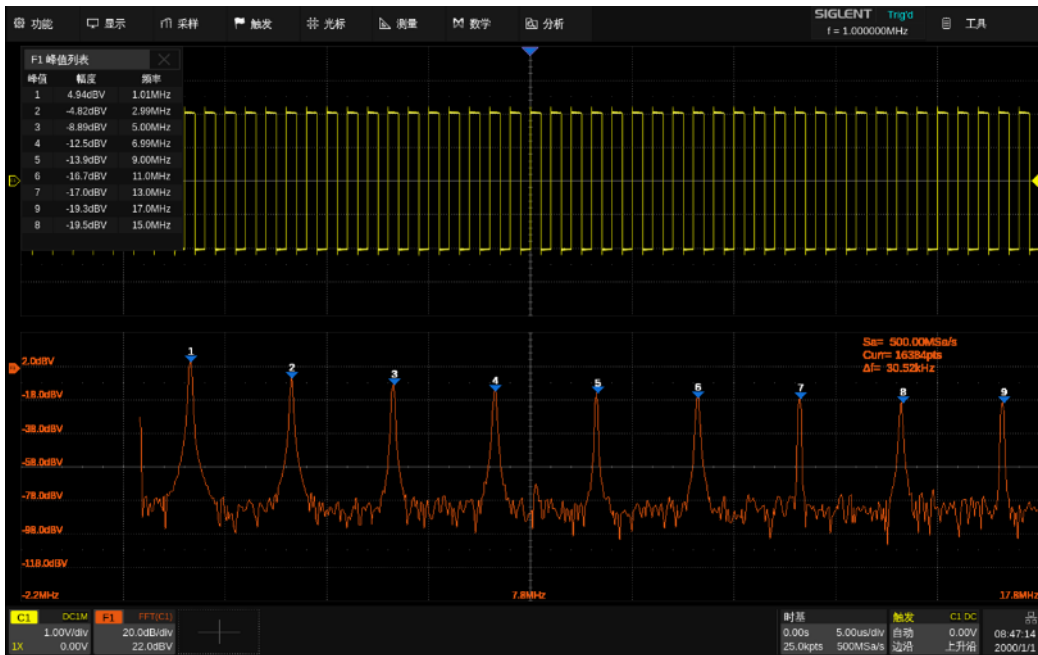 功能 显示 采样 触发 光标 测量 数学 分析 SIGLENT Trig'd 工具
f = 1.000000MHz
F1 峰值列表
峰值 幅度 频率
1 4.94dBV 1.01MHz
2 -4.82dBV 2.99MHz
3 -8.89dBV 5.00MHz
4 -12.5dBV 6.99MHz
5 -13.9dBV 9.00MHz
6 -16.7dBV 11.0MHz
7 -17.0dBV 13.0MHz
9 -19.3dBV 17.0MHz
8 -19.5dBV 15.0MHz
Sa= 500.00MSa/s
Curr= 16384pts
Δf= 30.52kHz
1 2 3 4 5 6 7 8 9
2.0dBV
-18.0dBV
-38.0dBV
-58.0dBV
-78.0dBV
-98.0dBV
-118.0dBV
-2.2MHz 7.8MHz 17.8MHz
C1 DC1M F1 FFT(C1) 时基 触发 C1 DC
1.00V/div 20.0dB/div 0.00s 5.00us/div 自动 0.00V 08:47:14
1X 0.00V 22.0dBV 25.0kpts 500MSa/s 边沿 上升沿 2000/1/1